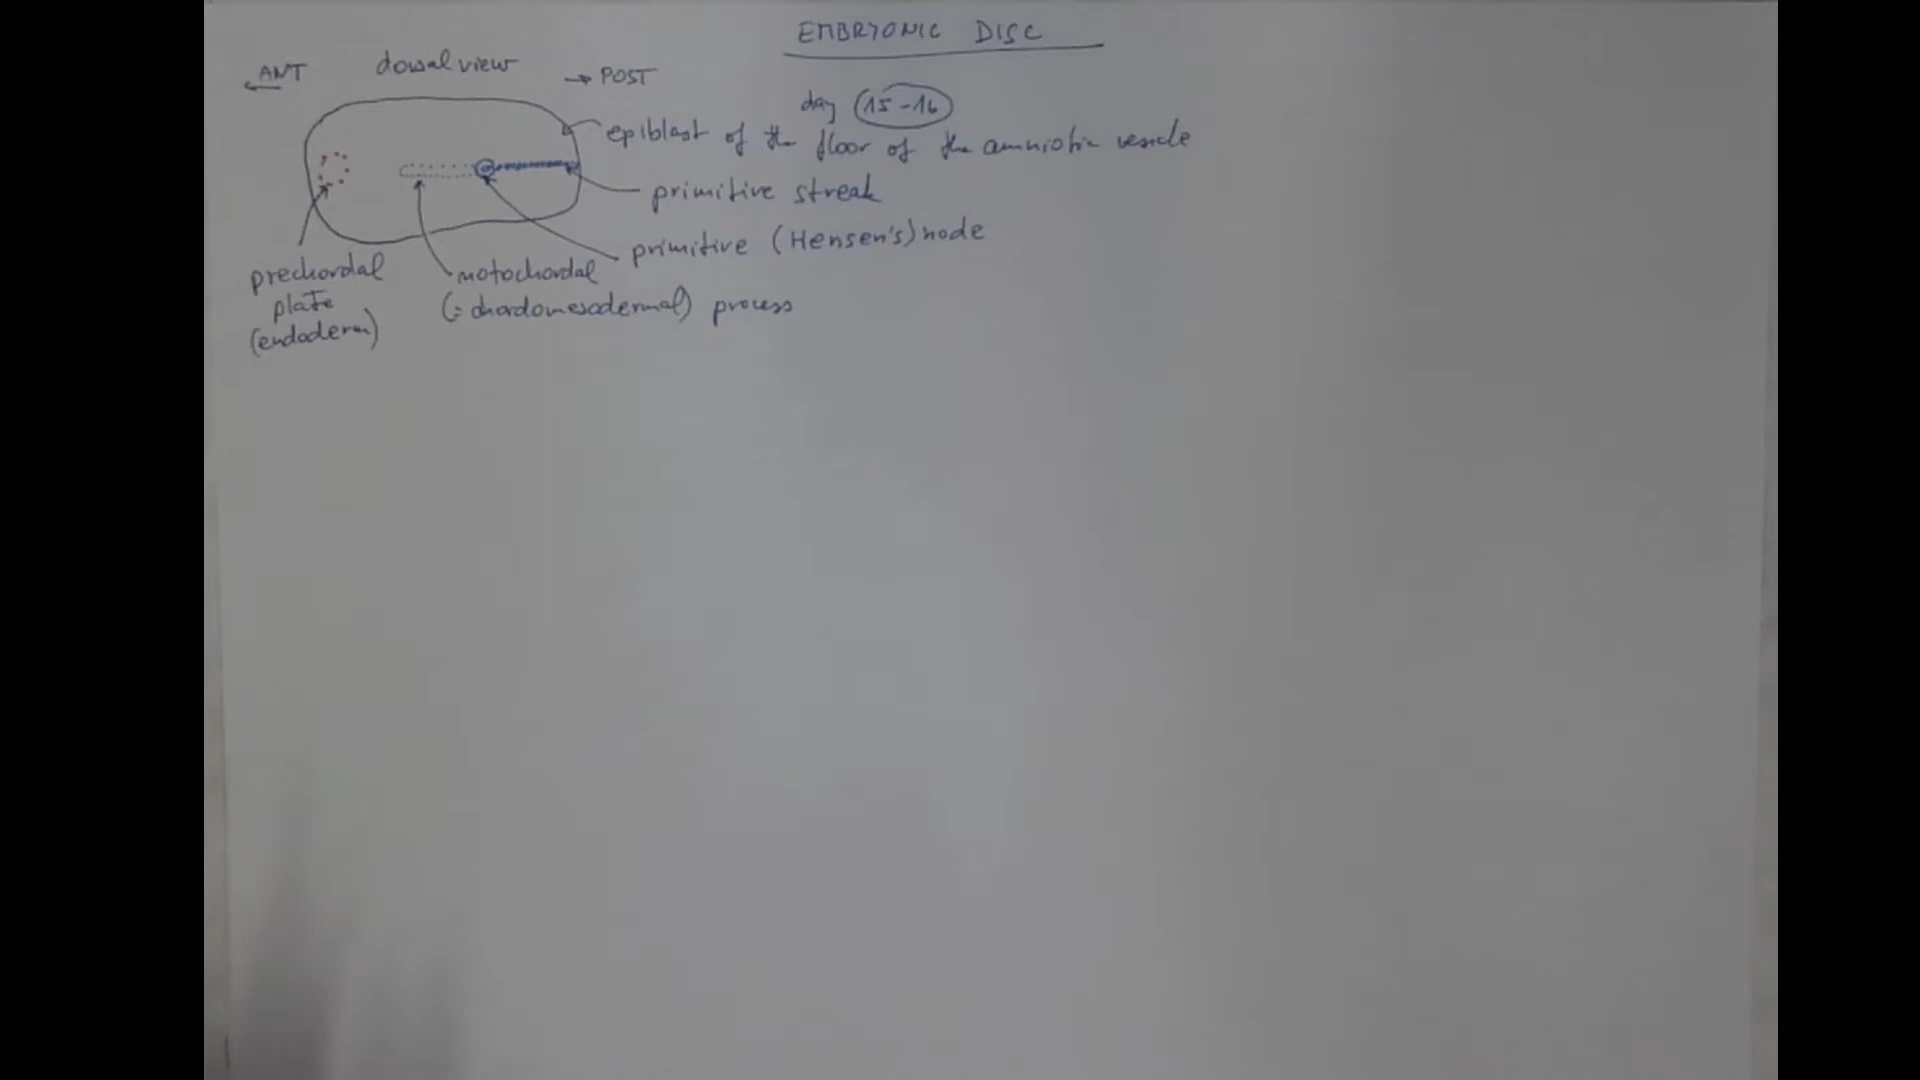 EMBRYONIC DISC
← ANT dorsal view → POST
day 15-16
epiblast of the floor of the amniotic vesicle
primitive streak
primitive (Hensen's) node
prechordal
plate
(endoderm)
notochordal
(= chordomesodermal) process